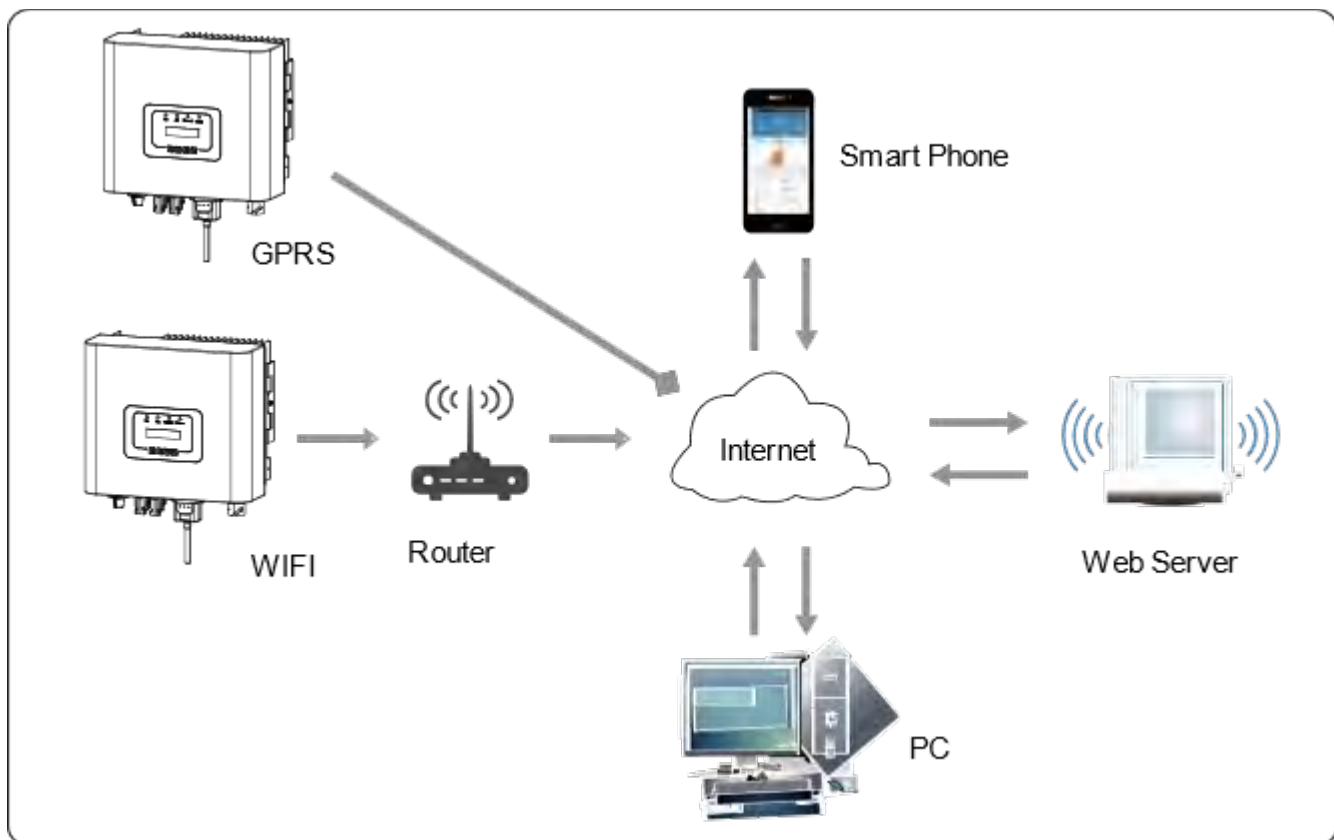 Smart Phone
GPRS
Internet
WIFI
Router
Web Server
PC